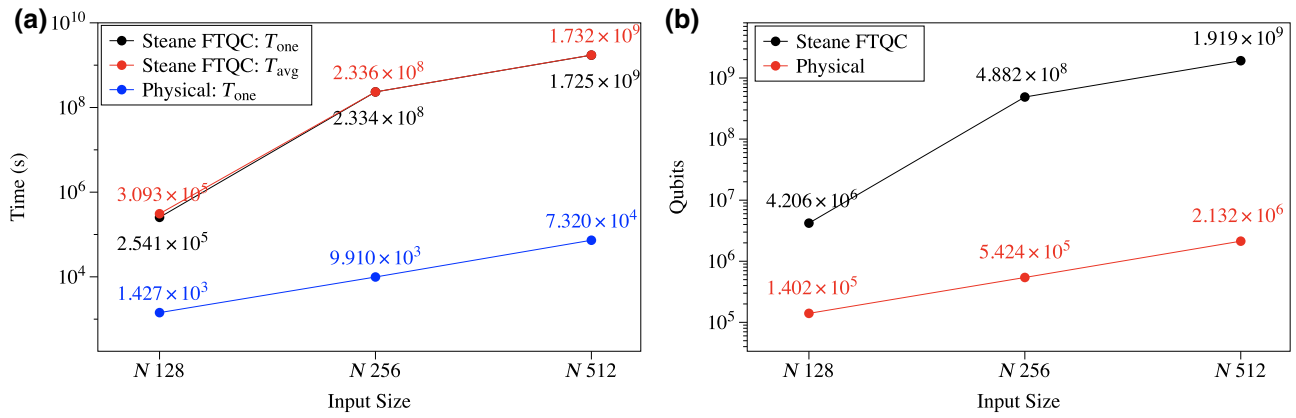 (a)
10^10
10^8
10^6
10^4
Time (s)
Steane FTQC: T_one
Steane FTQC: T_avg
Physical: T_one
1.732 × 10^9
2.336 × 10^8
1.725 × 10^9
2.334 × 10^8
3.093 × 10^5
2.541 × 10^5
7.320 × 10^4
9.910 × 10^3
1.427 × 10^3
N 128
N 256
N 512
Input Size
(b)
10^9
10^8
10^7
10^6
10^5
Qubits
Steane FTQC
Physical
1.919 × 10^9
4.882 × 10^8
4.206 × 10^6
2.132 × 10^6
5.424 × 10^5
1.402 × 10^5
N 128
N 256
N 512
Input Size